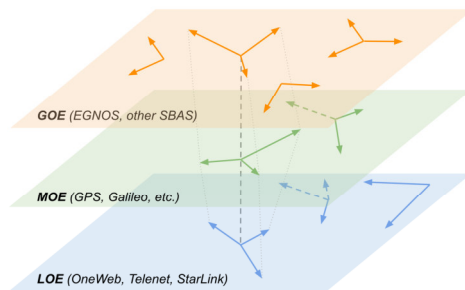 GOE (EGNOS, other SBAS)
MOE (GPS, Galileo, etc.)
LOE (OneWeb, Telenet, StarLink)